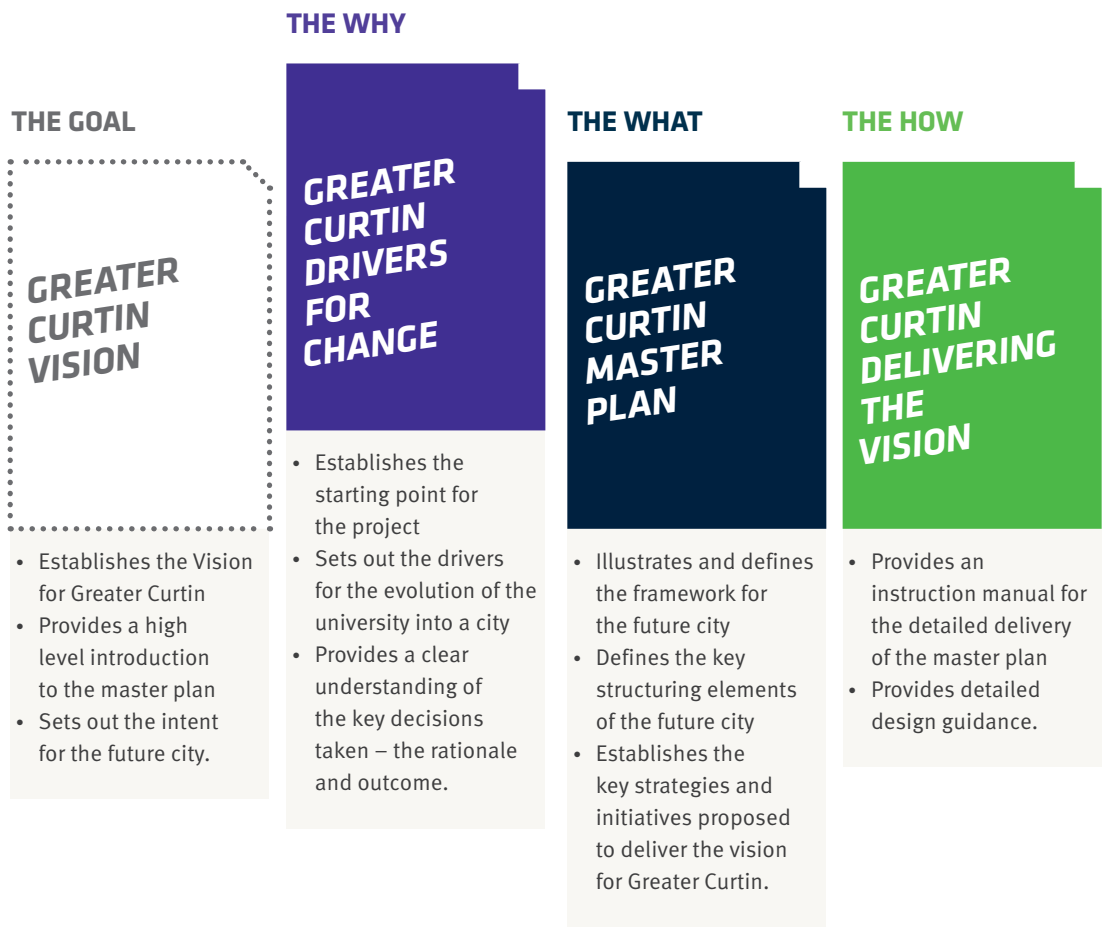 THE GOAL
GREATER
CURTIN
VISION
• Establishes the Vision
for Greater Curtin
• Provides a high
level introduction
to the master plan
• Sets out the intent
for the future city.
THE WHY
GREATER
CURTIN
DRIVERS
FOR
CHANGE
• Establishes the
starting point for
the project
• Sets out the drivers
for the evolution of the
university into a city
• Provides a clear
understanding of
the key decisions
taken – the rationale
and outcome.
THE WHAT
GREATER
CURTIN
MASTER
PLAN
• Illustrates and defines
the framework for
the future city
• Defines the key
structuring elements
of the future city
• Establishes the
key strategies and
initiatives proposed
to deliver the vision
for Greater Curtin.
THE HOW
GREATER
CURTIN
DELIVERING
THE
VISION
• Provides an
instruction manual for
the detailed delivery
of the master plan
• Provides detailed
design guidance.